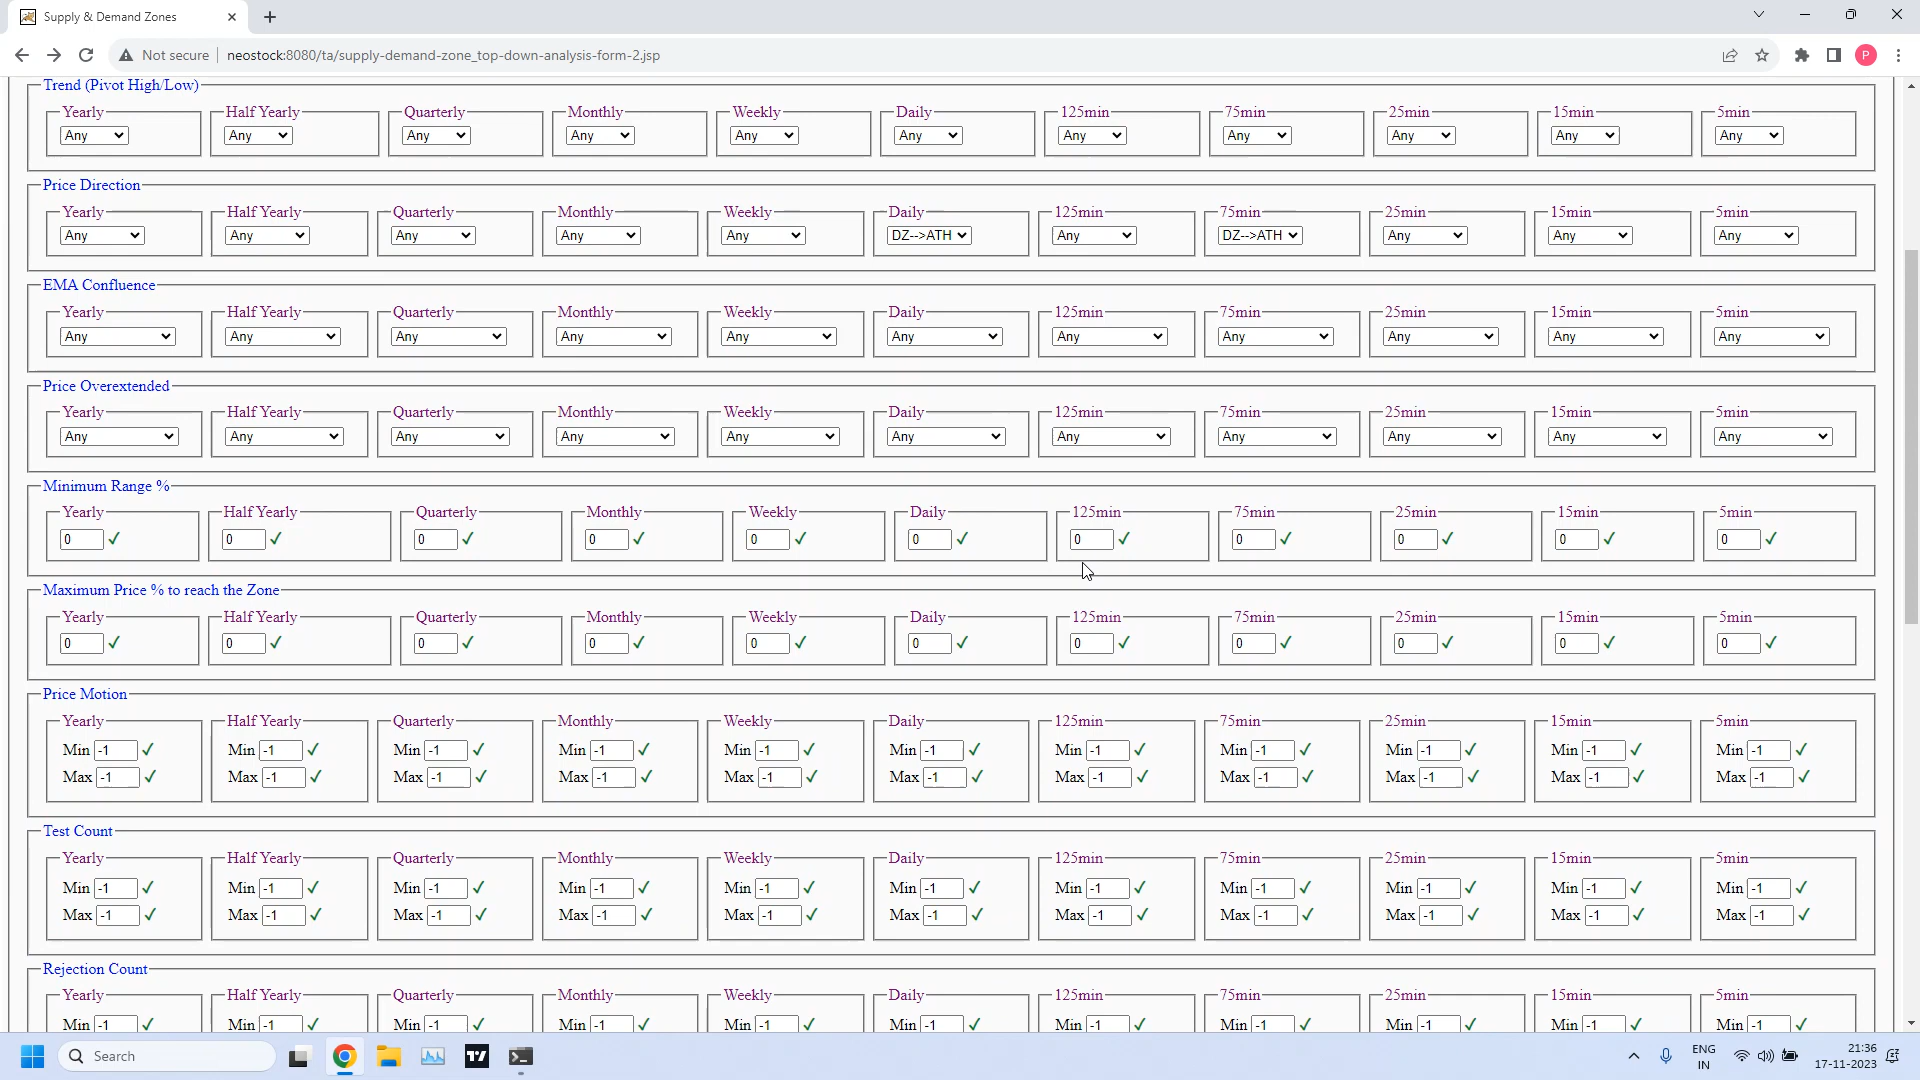 Supply & Demand Zones
Not secure
neostock:8080/ta/supply-demand-zone_top-down-analysis-form-2.jsp
P
Trend (Pivot High/Low)
Yearly Half Yearly Quarterly Monthly Weekly Daily 125min 75min 25min 15min 5min
Any Any Any Any Any Any Any Any Any Any Any
Price Direction
Yearly Half Yearly Quarterly Monthly Weekly Daily 125min 75min 25min 15min 5min
Any Any Any Any Any DZ-->ATH Any DZ-->ATH Any Any Any
EMA Confluence
Yearly Half Yearly Quarterly Monthly Weekly Daily 125min 75min 25min 15min 5min
Any Any Any Any Any Any Any Any Any Any Any
Price Overextended
Yearly Half Yearly Quarterly Monthly Weekly Daily 125min 75min 25min 15min 5min
Any Any Any Any Any Any Any Any Any Any Any
Minimum Range %
Yearly Half Yearly Quarterly Monthly Weekly Daily 125min 75min 25min 15min 5min
0 ✓ 0 ✓ 0 ✓ 0 ✓ 0 ✓ 0 ✓ 0 ✓ 0 ✓ 0 ✓ 0 ✓ 0 ✓
Maximum Price % to reach the Zone
Yearly Half Yearly Quarterly Monthly Weekly Daily 125min 75min 25min 15min 5min
0 ✓ 0 ✓ 0 ✓ 0 ✓ 0 ✓ 0 ✓ 0 ✓ 0 ✓ 0 ✓ 0 ✓ 0 ✓
Price Motion
Yearly Half Yearly Quarterly Monthly Weekly Daily 125min 75min 25min 15min 5min
Min -1 ✓ Min -1 ✓ Min -1 ✓ Min -1 ✓ Min -1 ✓ Min -1 ✓ Min -1 ✓ Min -1 ✓ Min -1 ✓ Min -1 ✓ Min -1 ✓
Max -1 ✓ Max -1 ✓ Max -1 ✓ Max -1 ✓ Max -1 ✓ Max -1 ✓ Max -1 ✓ Max -1 ✓ Max -1 ✓ Max -1 ✓ Max -1 ✓
Test Count
Yearly Half Yearly Quarterly Monthly Weekly Daily 125min 75min 25min 15min 5min
Min -1 ✓ Min -1 ✓ Min -1 ✓ Min -1 ✓ Min -1 ✓ Min -1 ✓ Min -1 ✓ Min -1 ✓ Min -1 ✓ Min -1 ✓ Min -1 ✓
Max -1 ✓ Max -1 ✓ Max -1 ✓ Max -1 ✓ Max -1 ✓ Max -1 ✓ Max -1 ✓ Max -1 ✓ Max -1 ✓ Max -1 ✓ Max -1 ✓
Rejection Count
Yearly Half Yearly Quarterly Monthly Weekly Daily 125min 75min 25min 15min 5min
Min -1 ✓ Min -1 ✓ Min -1 ✓ Min -1 ✓ Min -1 ✓ Min -1 ✓ Min -1 ✓ Min -1 ✓ Min -1 ✓ Min -1 ✓ Min -1 ✓
Search
ENG
IN
21:36
17-11-2023